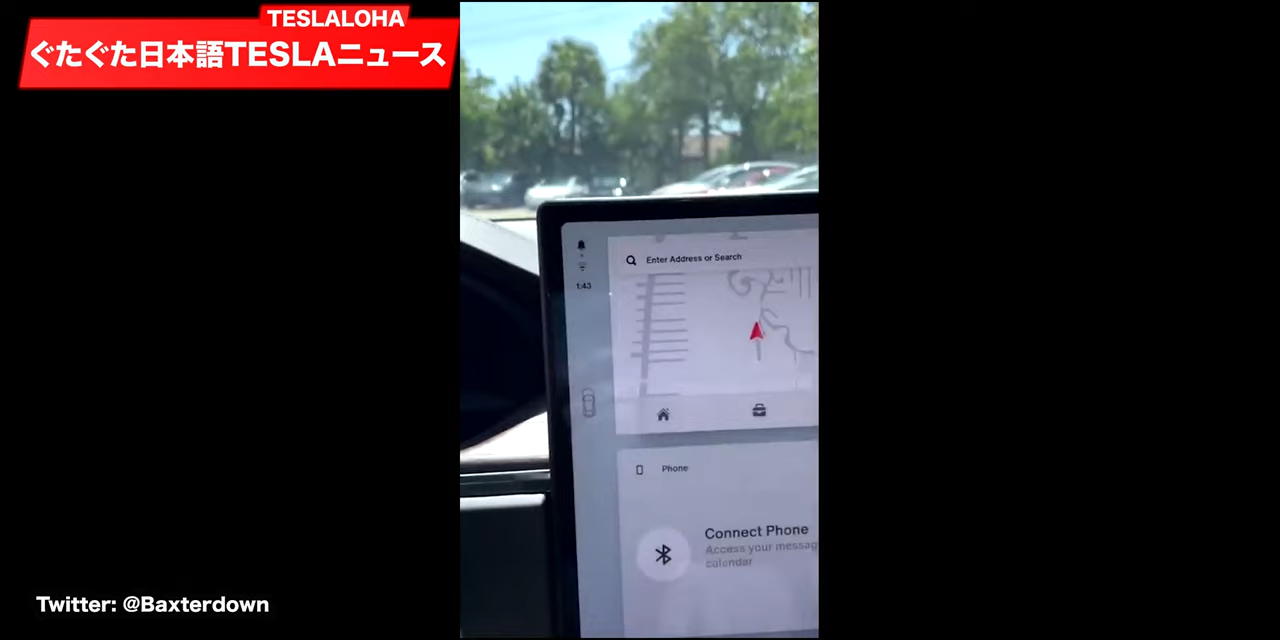 TESLALOHA
ぐたぐた日本語TESLAニュース
Enter Address or Search
1:43
Phone
Connect Phone
Access your messag
calendar
Twitter: @Baxterdown